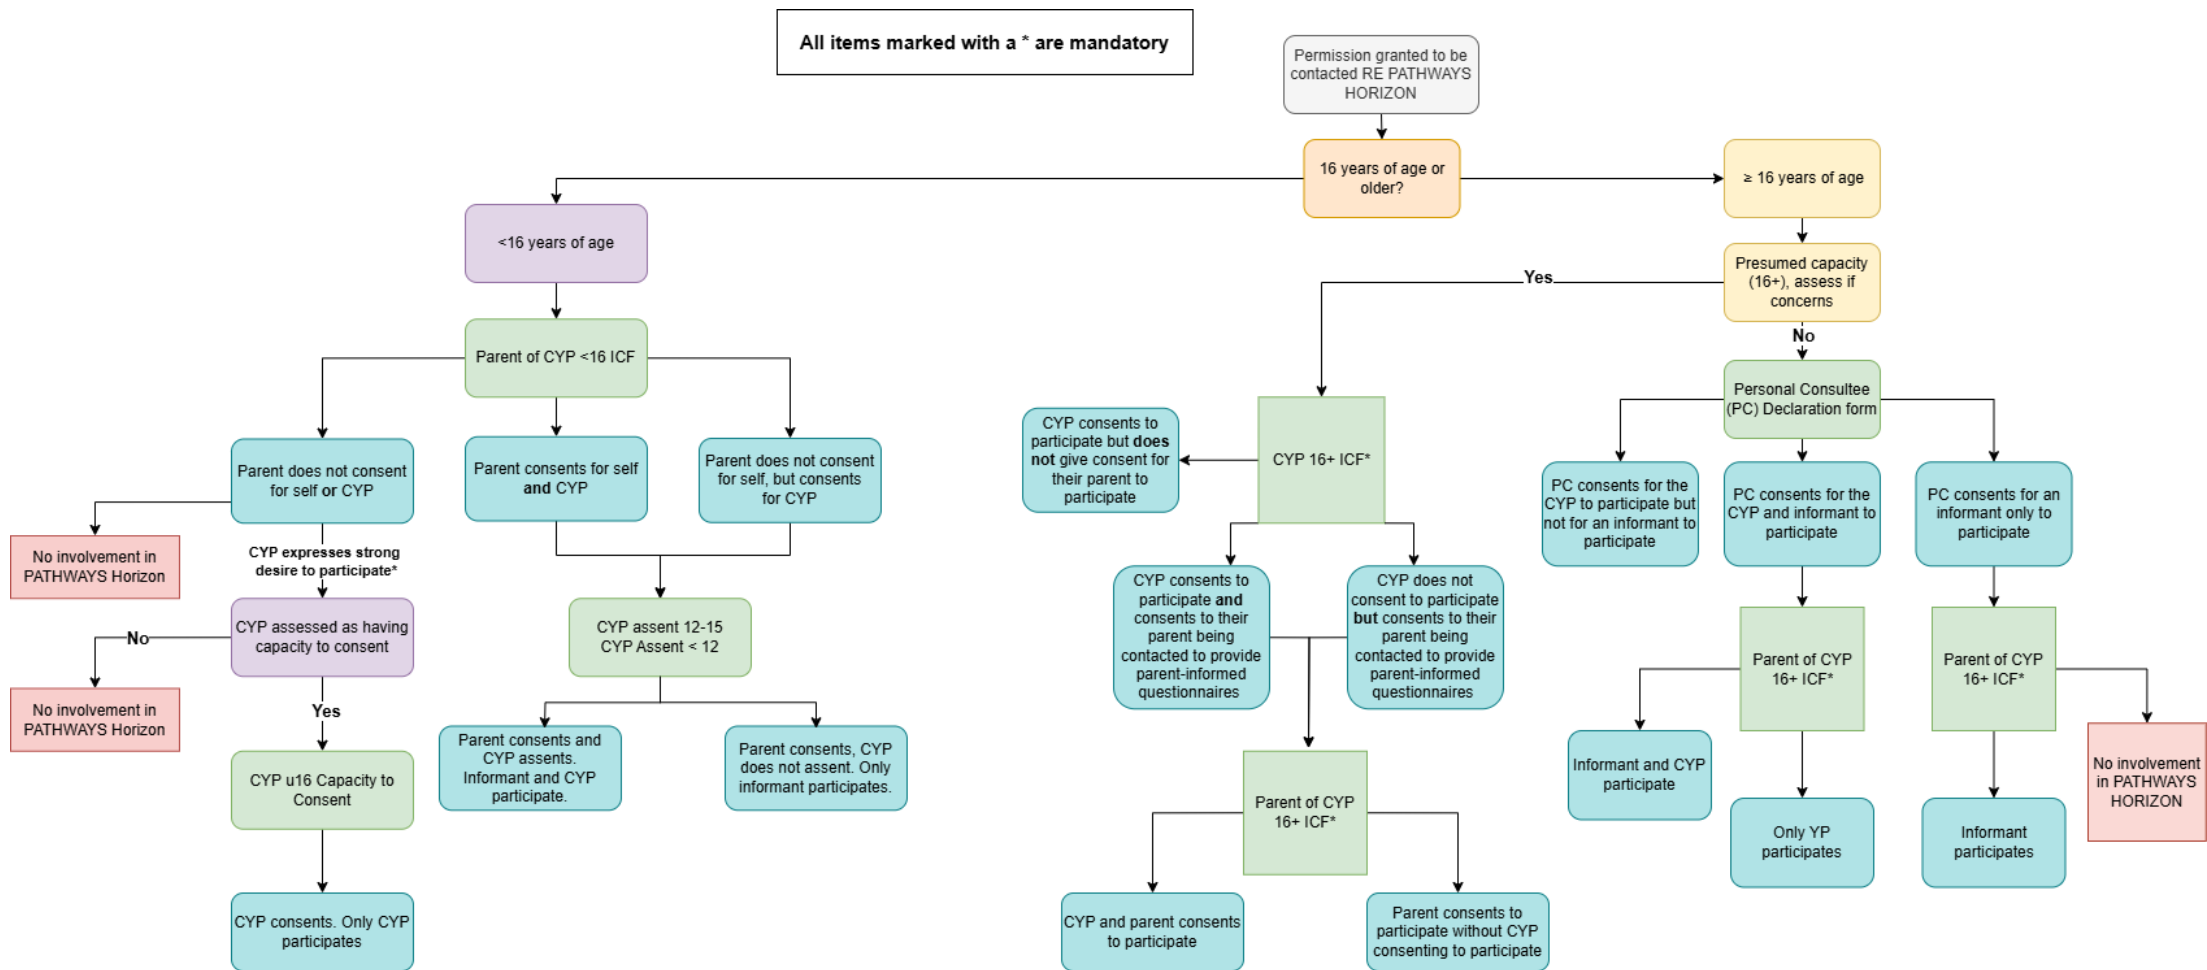 All items marked with a * are mandatory
Permission granted to be
contacted RE PATHWAYS
HORIZON
16 years of age or
older?
≥ 16 years of age
<16 years of age
Presumed capacity
(16+), assess if
concerns
Yes
No
Parent of CYP <16 ICF
Personal Consultee
(PC) Declaration form
Parent does not consent
for self or CYP
Parent consents for self
and CYP
Parent does not consent
for self, but consents
for CYP
CYP consents to
participate but does
not give consent for
their parent to
participate
CYP 16+ ICF*
PC consents for the
CYP to participate but
not for an informant to
participate
PC consents for the
CYP and informant to
participate
PC consents for an
informant only to
participate
No involvement in
PATHWAYS Horizon
CYP expresses strong
desire to participate*
CYP assessed as having
capacity to consent
No
No involvement in
PATHWAYS Horizon
Yes
CYP assent 12-15
CYP Assent < 12
CYP consents to
participate and
consents to their
parent being
contacted to provide
parent-informed
questionnaires
CYP does not
consent to participate
but consents to their
parent being
contacted to provide
parent-informed
questionnaires
Parent of CYP
16+ ICF*
Parent of CYP
16+ ICF*
CYP u16 Capacity to
Consent
Parent consents and
CYP assents.
Informant and CYP
participate.
Parent consents, CYP
does not assent. Only
informant participates.
Parent of CYP
16+ ICF*
Informant and CYP
participate
Only YP
participates
Informant
participates
No involvement
in PATHWAYS
HORIZON
CYP consents. Only CYP
participates
CYP and parent consents
to participate
Parent consents to
participate without CYP
consenting to participate